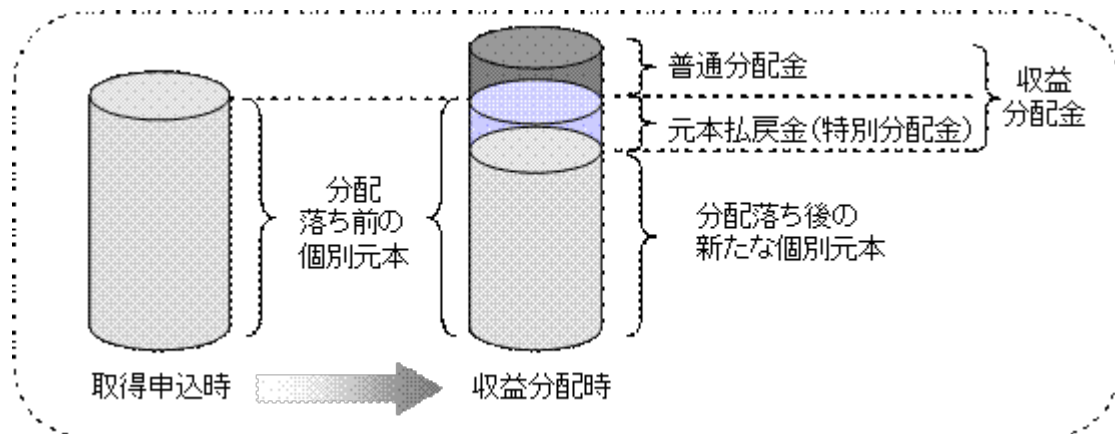 普通分配金
収益
分配金
元本払戻金(特別分配金)
分配
落ち前の
個別元本
分配落ち後の
新たな個別元本
取得申込時
収益分配時